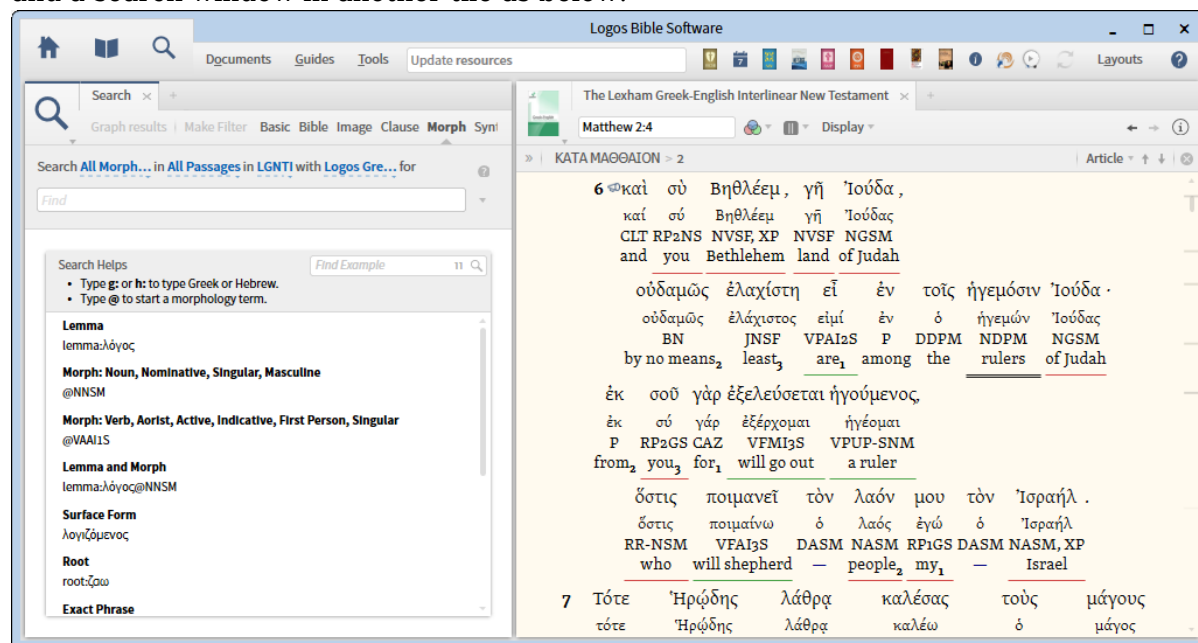 Logos Bible Software
Documents Guides Tools Update resources
Layouts
Search
Graph results Make Filter Basic Bible Image Clause Morph Synt
Search All Morph... in All Passages in LGNTI with Logos Gre... for
Find
Search Helps
Find Example 11
• Type g: or h: to type Greek or Hebrew.
• Type @ to start a morphology term.
Lemma
lemma:λόγος
Morph: Noun, Nominative, Singular, Masculine
@NNSM
Morph: Verb, Aorist, Active, Indicative, First Person, Singular
@VAAI1S
Lemma and Morph
lemma:λόγος@NNSM
Surface Form
λογιζόμενος
Root
root:ζαω
Exact Phrase
The Lexham Greek-English Interlinear New Testament
Matthew 2:4 Display
» ΚΑΤΑ ΜΑΘΘΑΙΟΝ > 2 Article
6 καὶ σὺ Βηθλέεμ , γῆ Ἰούδα ,
καί σύ Βηθλέεμ γῆ Ἰούδας
CLT RP2NS NVSF, XP NVSF NGSM
and you Bethlehem land of Judah
οὐδαμῶς ἐλαχίστη εἶ ἐν τοῖς ἡγεμόσιν Ἰούδα ·
οὐδαμῶς ἐλάχιστος εἰμί ἐν ὁ ἡγεμών Ἰούδας
BN JNSF VPAI2S P DDPM NDPM NGSM
by no means2 least3 are1 among the rulers of Judah
ἐκ σοῦ γὰρ ἐξελεύσεται ἡγούμενος,
ἐκ σύ γάρ ἐξέρχομαι ἡγέομαι
P RP2GS CAZ VFMI3S VPUP-SNM
from2 you3 for1 will go out a ruler
ὅστις ποιμανεῖ τὸν λαόν μου τὸν Ἰσραήλ .
ὅστις ποιμαίνω ὁ λαός ἐγώ ὁ Ἰσραήλ
RR-NSM VFAI3S DASM NASM RP1GS DASM NASM, XP
who will shepherd — people2 my1 — Israel
7 Τότε Ἡρῴδης λάθρᾳ καλέσας τοὺς μάγους
τότε Ἡρῴδης λάθρᾳ καλέω ὁ μάγος